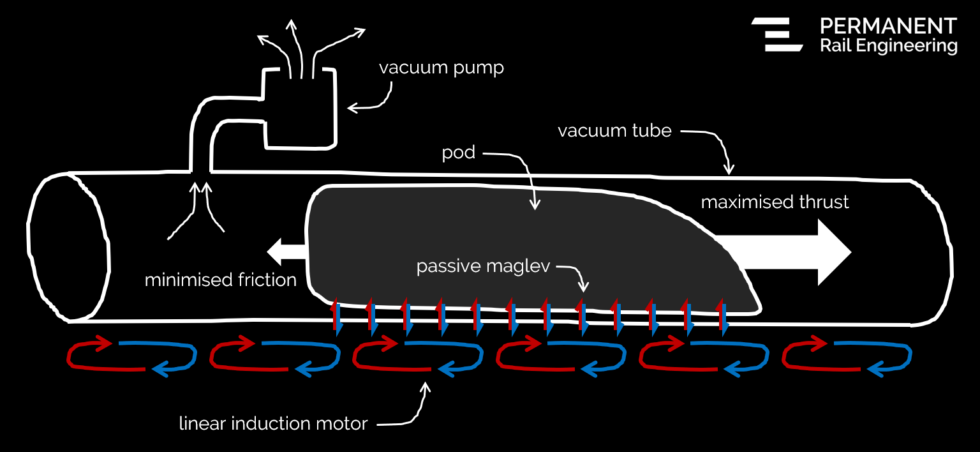 PERMANENT
Rail Engineering
vacuum pump
vacuum tube
pod
maximised thrust
passive maglev
minimised friction
linear induction motor